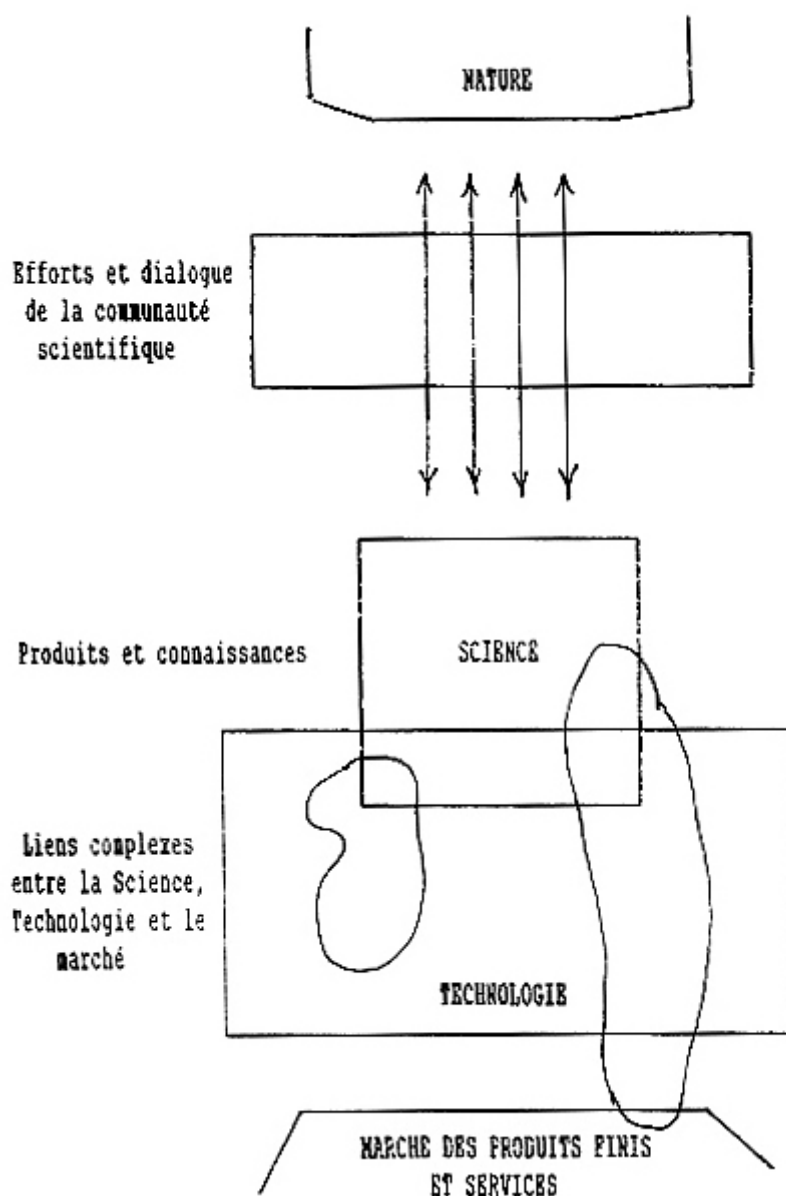 NATURE
Efforts et dialogue
de la communauté
scientifique
Produits et connaissances
SCIENCE
Liens complexes
entre la Science,
Technologie et le
marché
TECHNOLOGIE
MARCHE DES PRODUITS FINIS
ET SERVICES